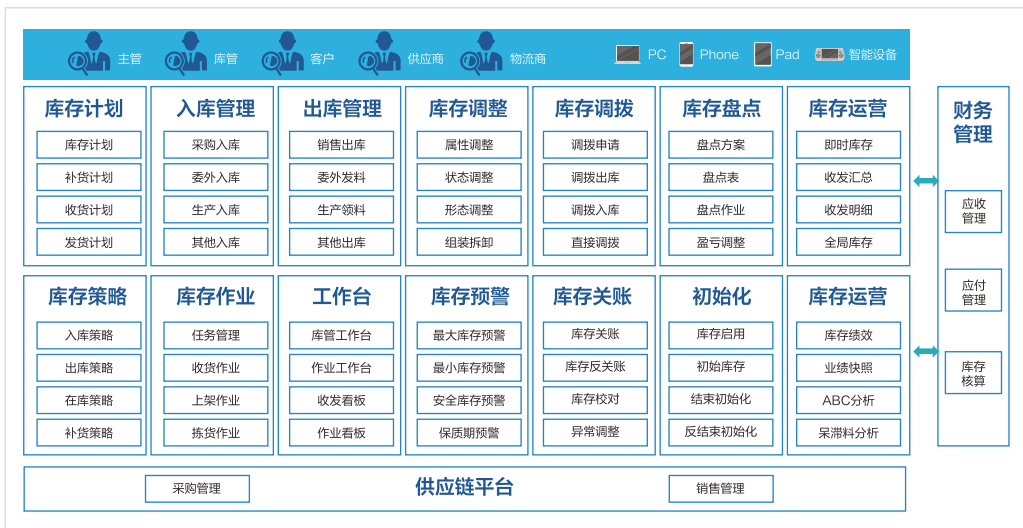 主管
库管
客户
供应商
物流商
PC
Phone
Pad
智能设备
库存计划
库存计划
补货计划
收货计划
发货计划
入库管理
采购入库
委外入库
生产入库
其他入库
出库管理
销售出库
委外发料
生产领料
其他出库
库存调整
属性调整
状态调整
形态调整
组装拆卸
库存调拨
调拨申请
调拨出库
调拨入库
直接调拨
库存盘点
盘点方案
盘点表
盘点作业
盈亏调整
库存运营
即时库存
收发汇总
收发明细
全局库存
库存策略
入库策略
出库策略
在库策略
补货策略
库存作业
任务管理
收货作业
上架作业
拣货作业
工作台
库管工作台
作业工作台
收发看板
作业看板
库存预警
最大库存预警
最小库存预警
安全库存预警
保质期预警
库存关账
库存关账
库存反关账
库存校对
异常调整
初始化
库存启用
初始库存
结束初始化
反结束初始化
库存运营
库存绩效
业绩快照
ABC分析
呆滞料分析
财务
管理
应收
管理
应付
管理
库存
核算
采购管理
供应链平台
销售管理